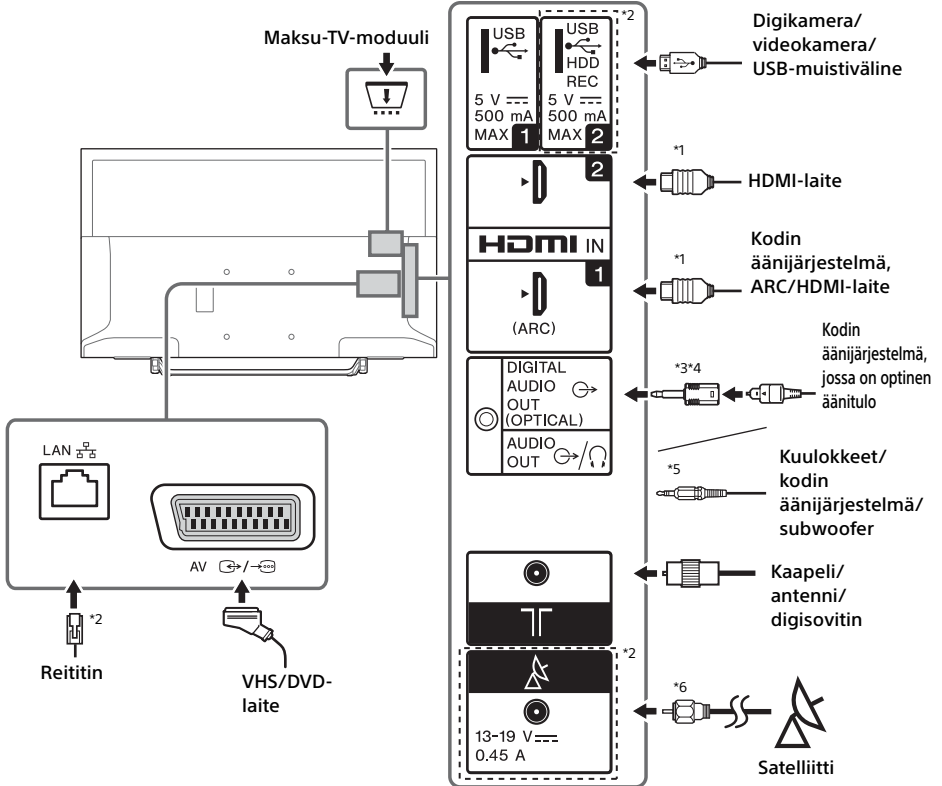 Maksu-TV-moduuli
USB
5 V
500 mA
MAX 1
*2
USB
HDD
REC
5 V
500 mA
MAX 2
Digikamera/
videokamera/
USB-muistiväline
2
*1
HDMI-laite
HDMI IN
1
(ARC)
*1
Kodin
äänijärjestelmä,
ARC/HDMI-laite
DIGITAL
AUDIO
OUT
(OPTICAL)
*3*4
Kodin
äänijärjestelmä,
jossa on optinen
äänitulo
AUDIO
OUT
*5
Kuulokkeet/
kodin
äänijärjestelmä/
subwoofer
LAN
AV
*2
Reititin
VHS/DVD-
laite
Kaapeli/
antenni/
digisovitin
*2
13-19 V
0.45 A
*6
Satelliitti